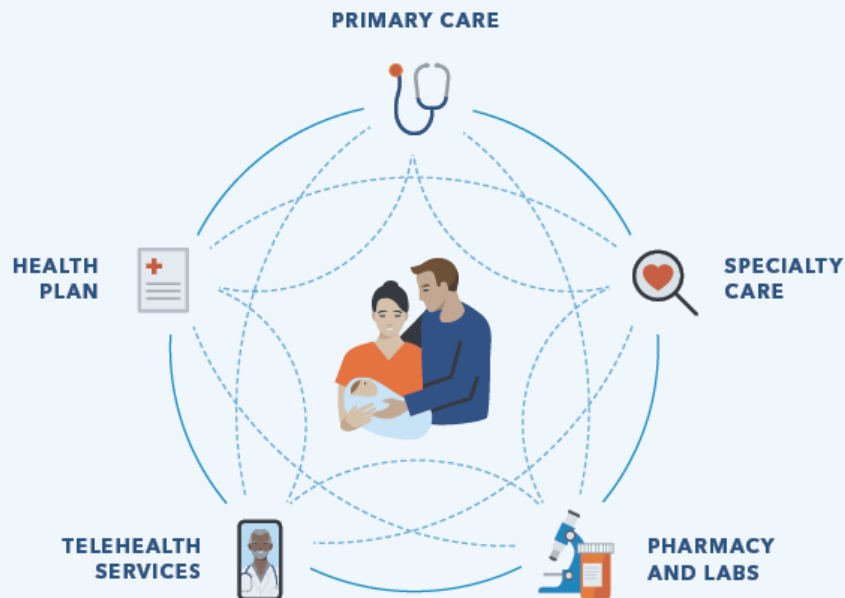 PRIMARY CARE
HEALTH
PLAN
SPECIALTY
CARE
TELEHEALTH
SERVICES
PHARMACY
AND LABS